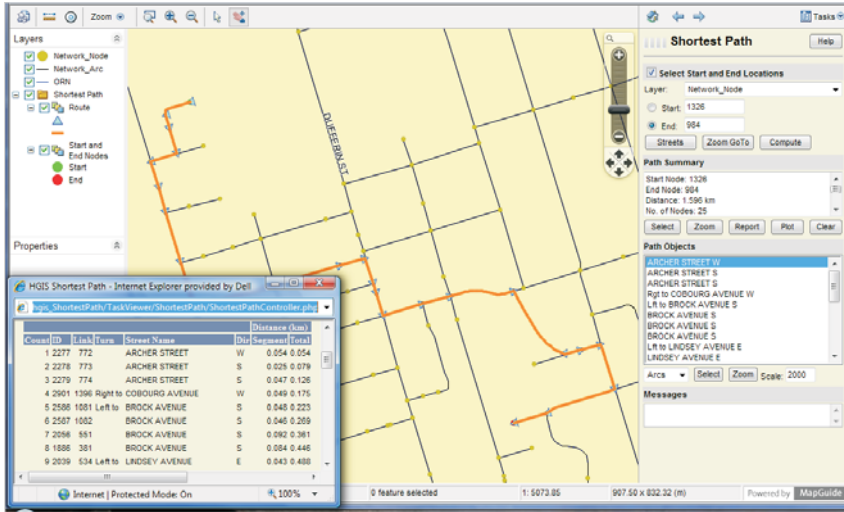 Zoom
Tasks
Layers
Network_Node
Network_Arc
ORN
Shortest Path
Route
Start and
End Nodes
Start
End
Properties
DUFFERIN ST
Shortest Path
Help
Select Start and End Locations
Layer: Network_Node
Start: 1326
End: 984
Streets Zoom GoTo Compute
Path Summary
Start Node: 1326
End Node: 984
Distance: 1.596 km
No. of Nodes: 25
Select Zoom Report Plot Clear
Path Objects
ARCHER STREET W
ARCHER STREET S
ARCHER STREET S
Rgt to COBOURG AVENUE W
Lft to BROCK AVENUE S
BROCK AVENUE S
BROCK AVENUE S
BROCK AVENUE S
Lft to LINDSEY AVENUE E
LINDSEY AVENUE E
Arcs Select Zoom Scale: 2000
Messages
HGIS Shortest Path - Internet Explorer provided by Dell
hgis_ShortestPath/TaskViewer/ShortestPath/ShortestPathController.php
Distance (km)
Count ID Link Turn Street Name Dir Segment Total
1 2277 772 ARCHER STREET W 0.054 0.054
2 2278 773 ARCHER STREET S 0.025 0.079
3 2279 774 ARCHER STREET S 0.047 0.126
4 2901 1396 Right to COBOURG AVENUE W 0.049 0.175
5 2586 1081 Left to BROCK AVENUE S 0.048 0.223
6 2587 1082 BROCK AVENUE S 0.046 0.269
7 2056 551 BROCK AVENUE S 0.092 0.361
8 1886 381 BROCK AVENUE S 0.084 0.446
9 2039 534 Left to LINDSEY AVENUE E 0.043 0.488
Internet | Protected Mode: On 100%
0 feature selected
1: 5073.85
907.50 x 832.32 (m)
Powered by MapGuide